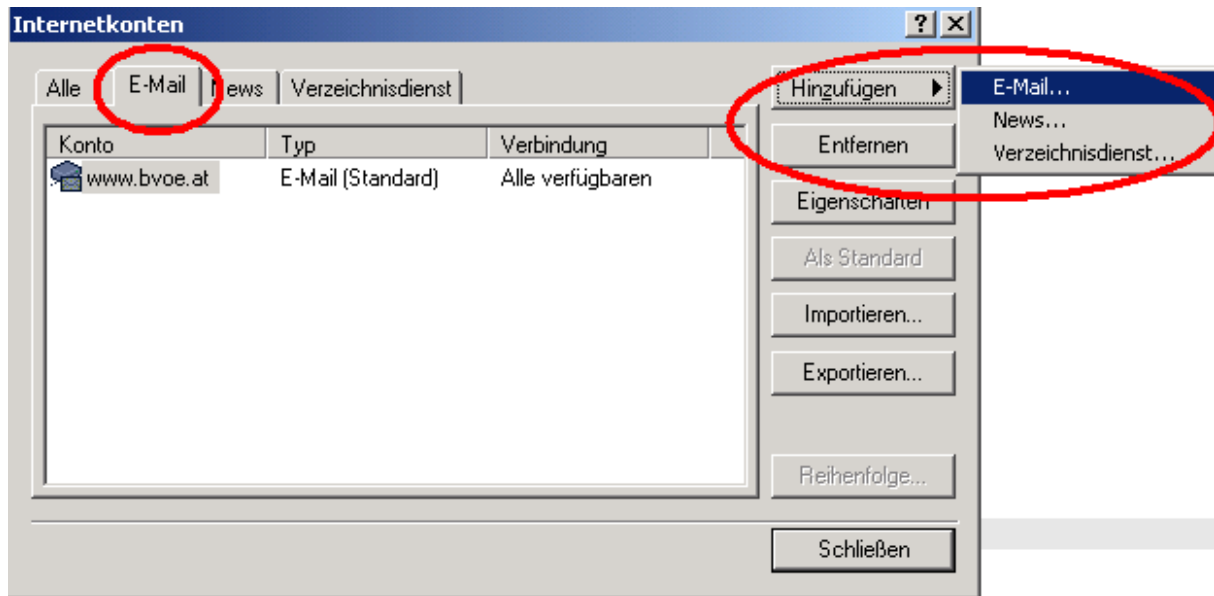 Internetkonten
Alle E-Mail News Verzeichnisdienst
Konto Typ Verbindung
www.bvoe.at E-Mail (Standard) Alle verfügbaren
Hinzufügen
E-Mail...
News...
Verzeichnisdienst...
Entfernen
Eigenschaften
Als Standard
Importieren...
Exportieren...
Reihenfolge...
Schließen